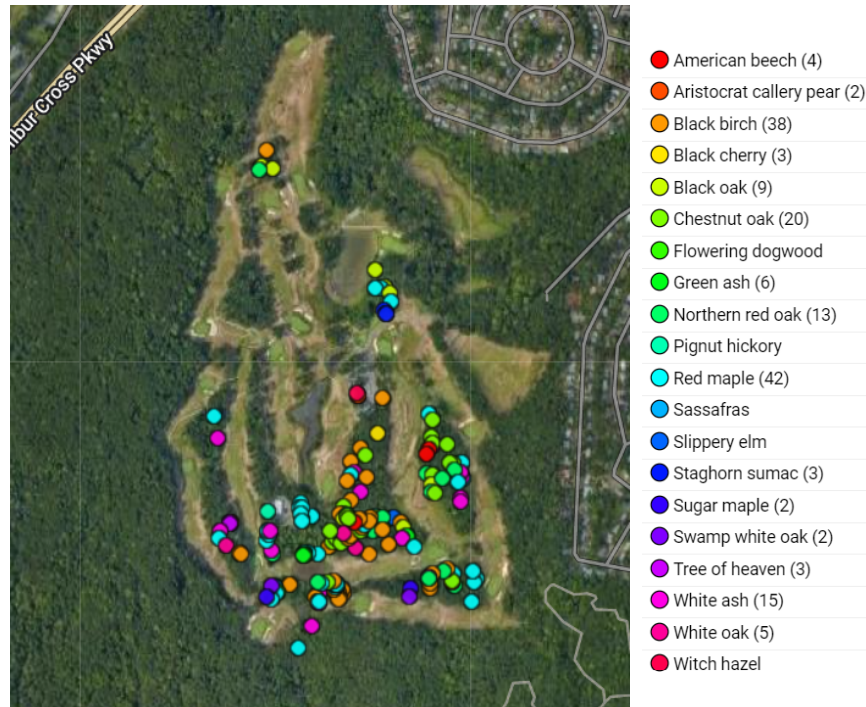 lbur Cross Pkwy
American beech (4)
Aristocrat callery pear (2)
Black birch (38)
Black cherry (3)
Black oak (9)
Chestnut oak (20)
Flowering dogwood
Green ash (6)
Northern red oak (13)
Pignut hickory
Red maple (42)
Sassafras
Slippery elm
Staghorn sumac (3)
Sugar maple (2)
Swamp white oak (2)
Tree of heaven (3)
White ash (15)
White oak (5)
Witch hazel